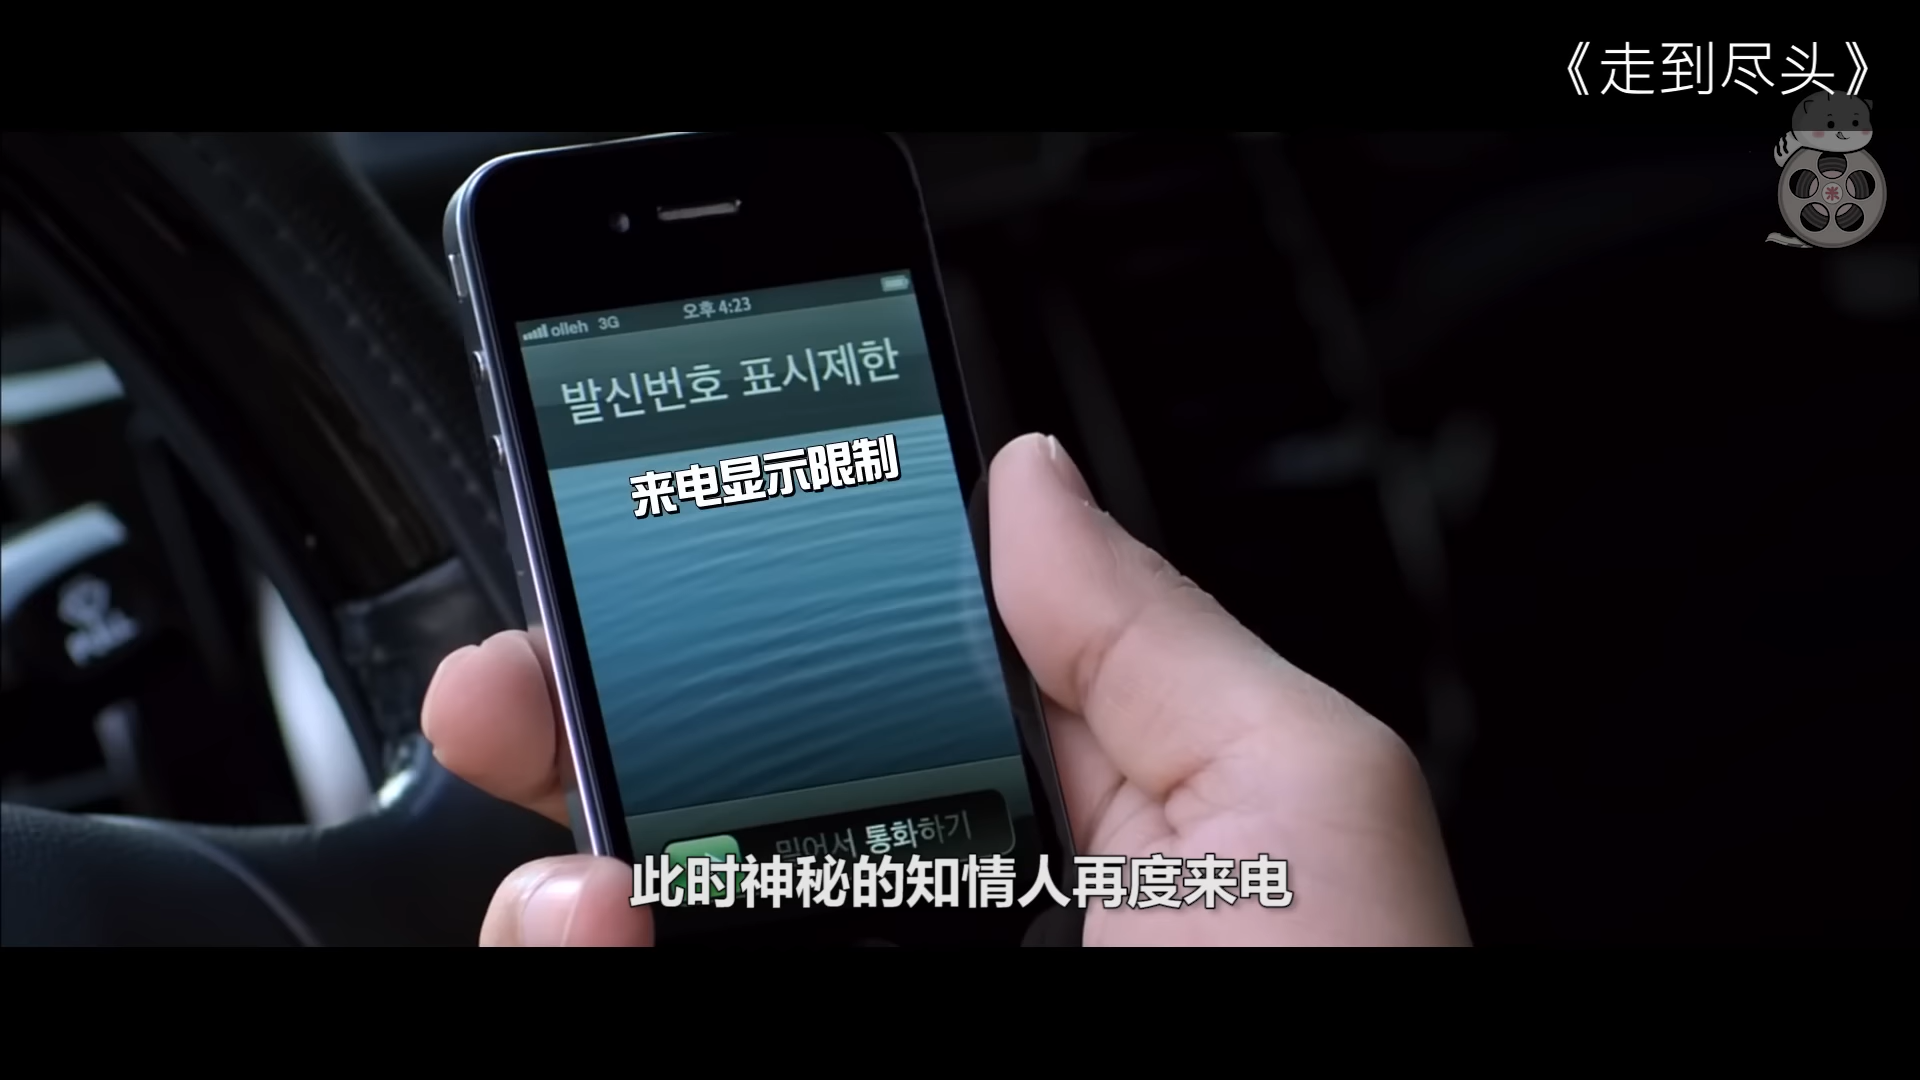 《走到尽头》
olleh 3G 오후 4:23
발신번호 표시제한
来电显示限制
밀어서 통화하기
此时神秘的知情人再度来电